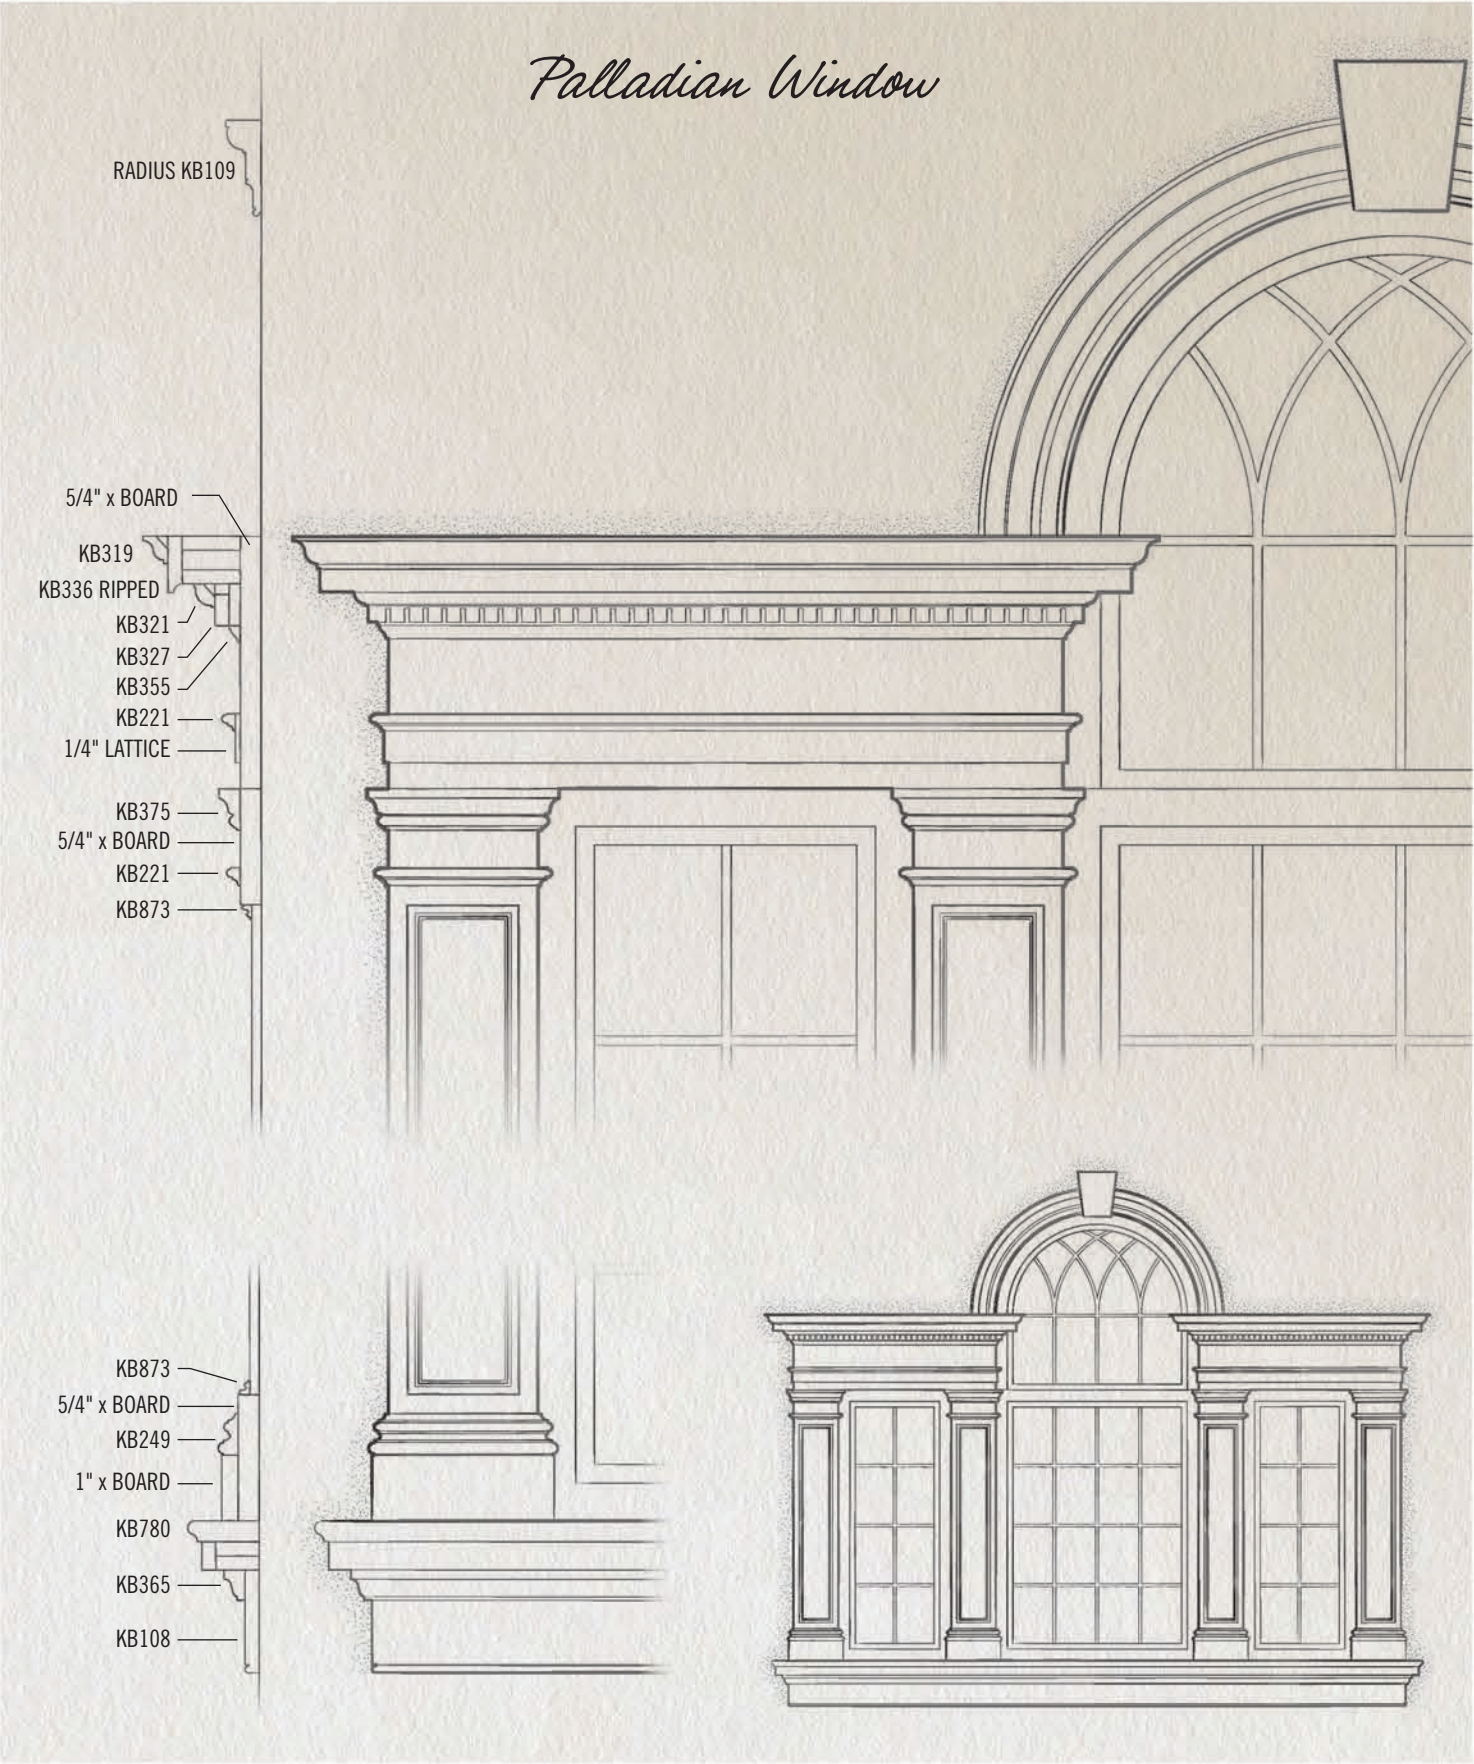 Palladian Window
RADIUS KB109
5/4" x BOARD
KB319
KB336 RIPPED
KB321
KB327
KB355
KB221
1/4" LATTICE
KB375
5/4" x BOARD
KB221
KB873
KB873
5/4" x BOARD
KB249
1" x BOARD
KB780
KB365
KB108